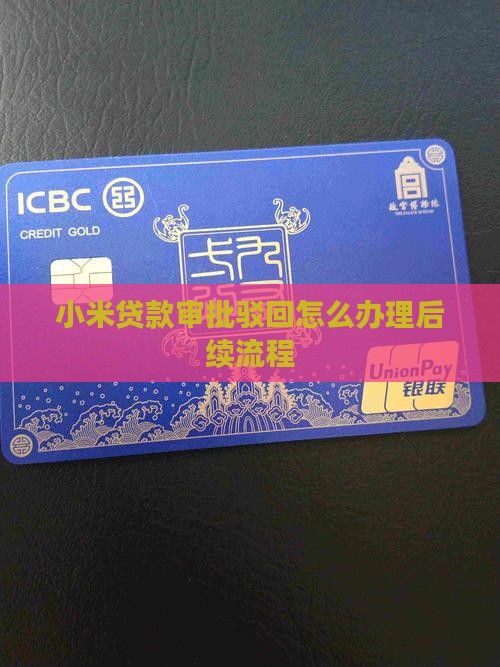 ICBC
故宫博物院
THE PALACE MUSEUM
CREDIT GOLD
小米贷款审批驳回怎么办理后
续流程
UnionPay
银联